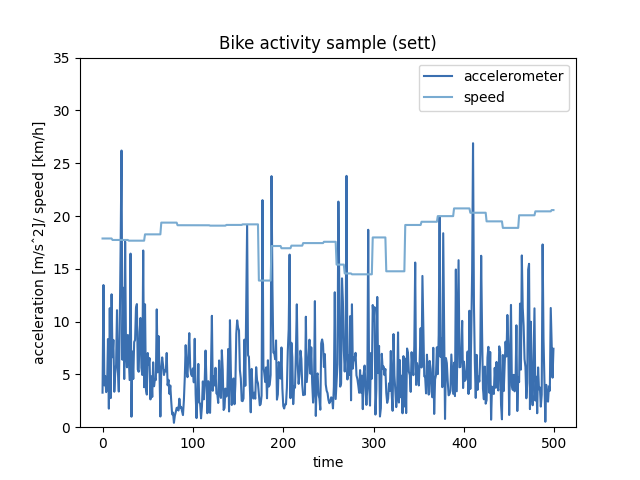 Bike activity sample (sett)
accelerometer
speed
acceleration [m/s^2]/ speed [km/h]
35
30
25
20
15
10
5
0
0 100 200 300 400 500
time